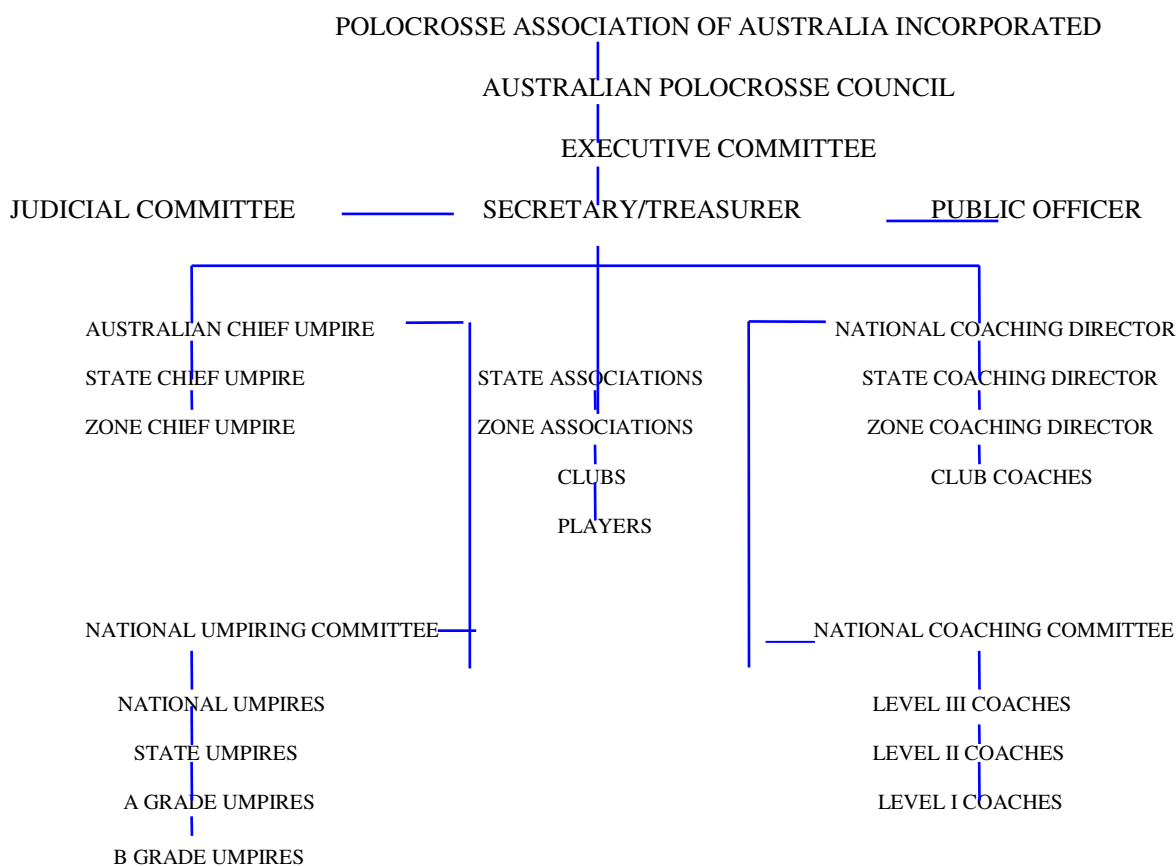 POLOCROSSE ASSOCIATION OF AUSTRALIA INCORPORATED
AUSTRALIAN POLOCROSSE COUNCIL
EXECUTIVE COMMITTEE
JUDICIAL COMMITTEE SECRETARY/TREASURER PUBLIC OFFICER
AUSTRALIAN CHIEF UMPIRE NATIONAL COACHING DIRECTOR
STATE CHIEF UMPIRE STATE ASSOCIATIONS STATE COACHING DIRECTOR
ZONE CHIEF UMPIRE ZONE ASSOCIATIONS ZONE COACHING DIRECTOR
CLUBS CLUB COACHES
PLAYERS
NATIONAL UMPIRING COMMITTEE NATIONAL COACHING COMMITTEE
NATIONAL UMPIRES LEVEL III COACHES
STATE UMPIRES LEVEL II COACHES
A GRADE UMPIRES LEVEL I COACHES
B GRADE UMPIRES